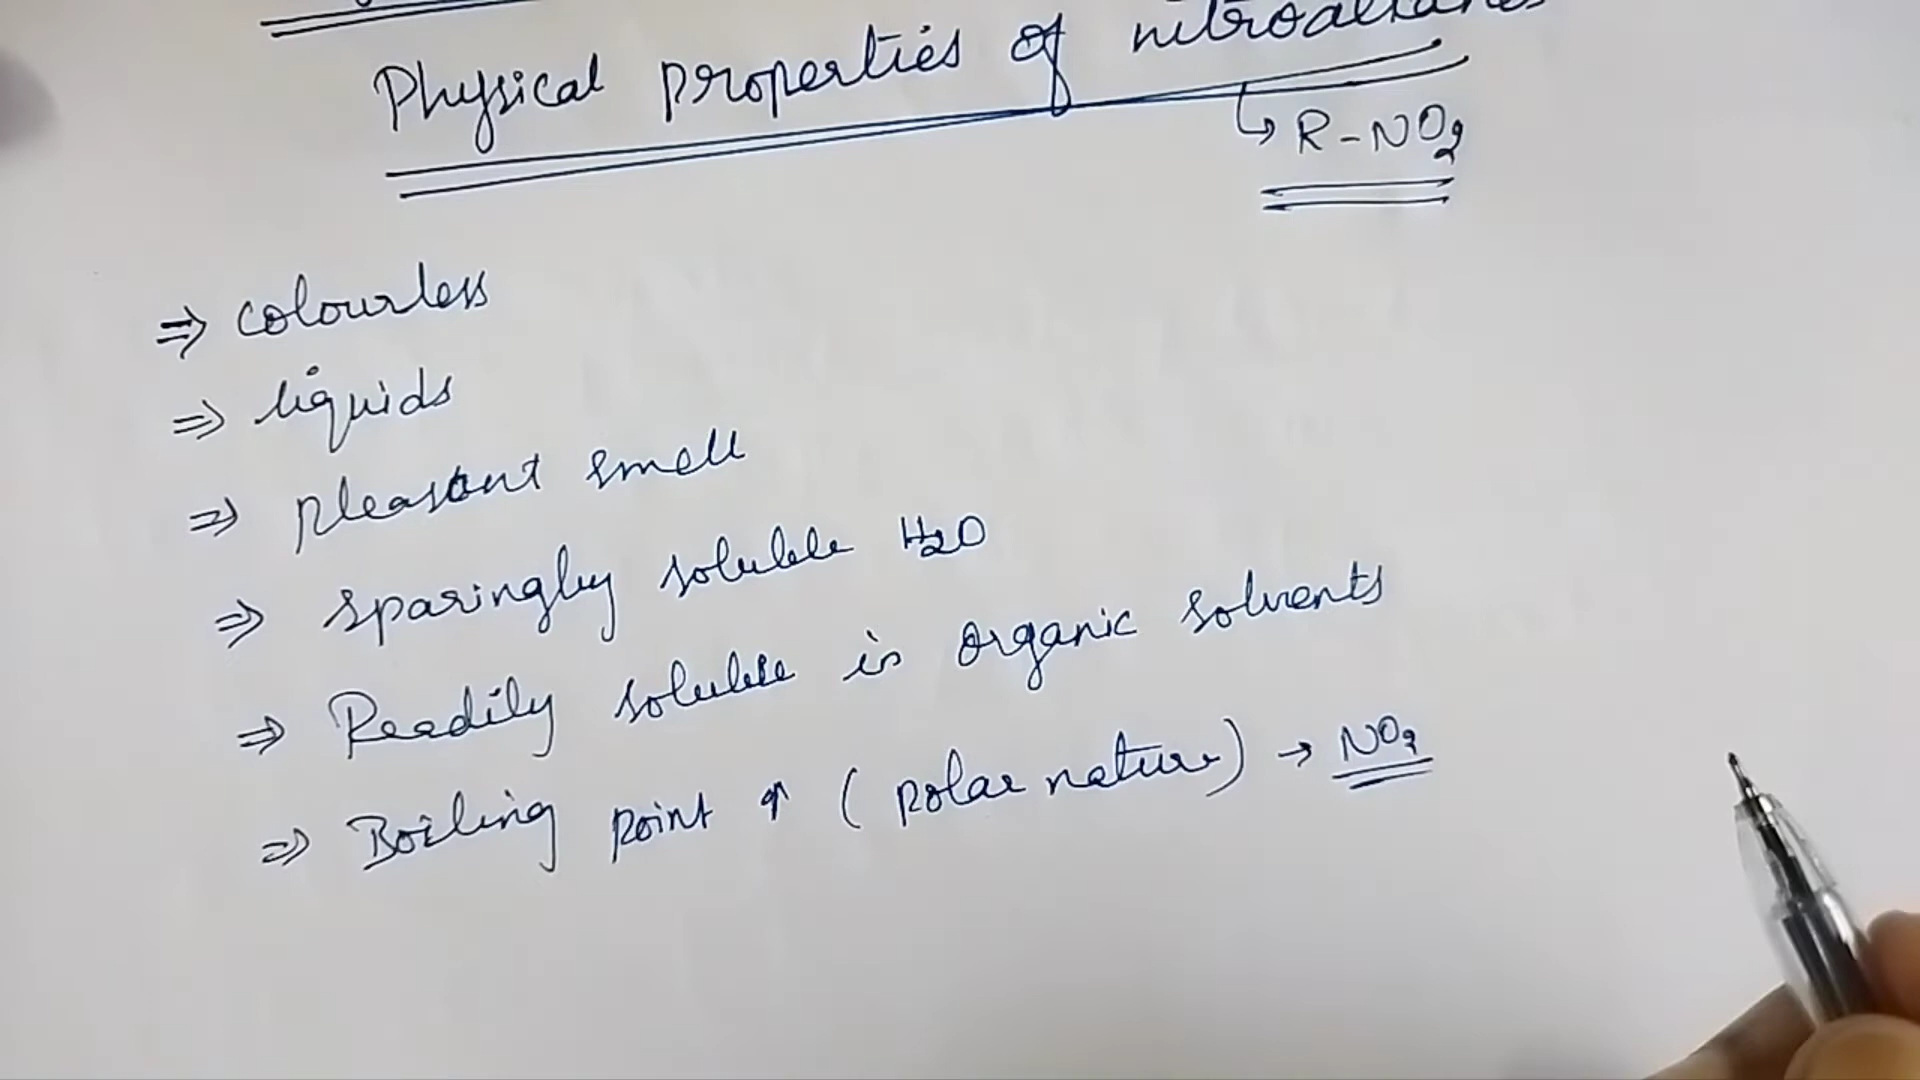 Physical properties of nitroalkanes
↳ R-NO2
⇒ colourless
⇒ liquids
⇒ pleasant smell
⇒ sparingly soluble H2O
⇒ Readily soluble in organic solvents
⇒ Boiling point ↑ (polar nature) → NO2